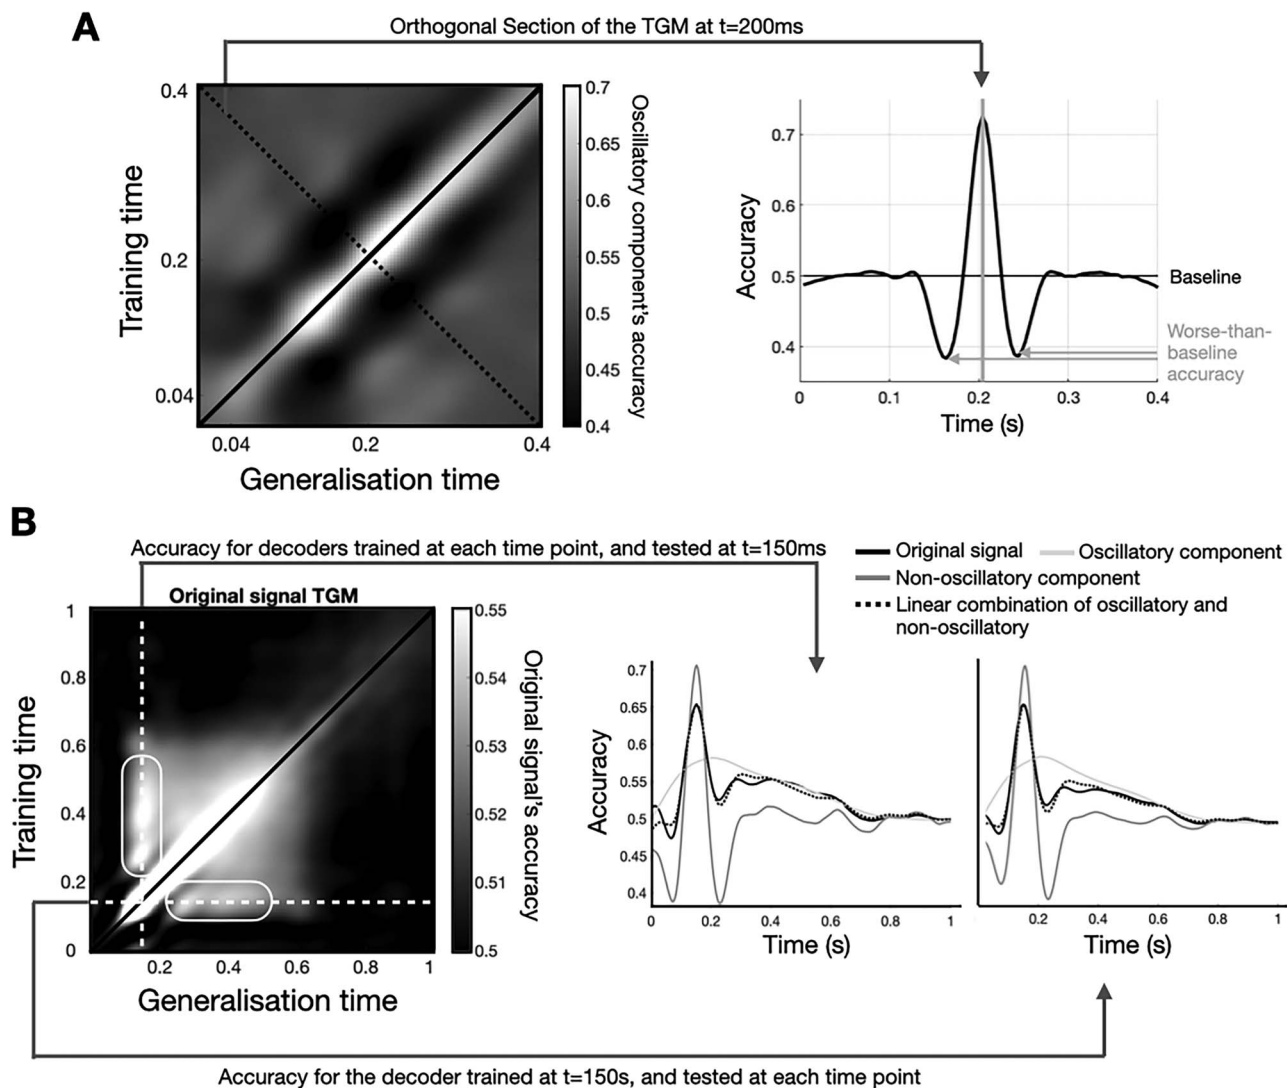 A
Orthogonal Section of the TGM at t=200ms
0.4
0.2
0.04
Training time
0.04
0.2
0.4
Generalisation time
0.7
0.65
0.6
0.55
0.5
0.45
0.4
Oscillatory component's accuracy
0.7
0.6
0.5
0.4
Accuracy
Baseline
Worse-than-
baseline
accuracy
0
0.1
0.2
0.3
0.4
Time (s)
B
Accuracy for decoders trained at each time point, and tested at t=150ms
Original signal
Oscillatory component
Non-oscillatory component
Linear combination of oscillatory and
non-oscillatory
Original signal TGM
1
0.8
0.6
0.4
0.2
0
Training time
0.2
0.4
0.6
0.8
1
Generalisation time
0.55
0.54
0.53
0.52
0.51
0.5
Original signal's accuracy
0.7
0.65
0.6
0.55
0.5
0.45
0.4
Accuracy
0
0.2
0.4
0.6
0.8
1
Time (s)
0.2
0.4
0.6
0.8
1
Time (s)
Accuracy for the decoder trained at t=150s, and tested at each time point